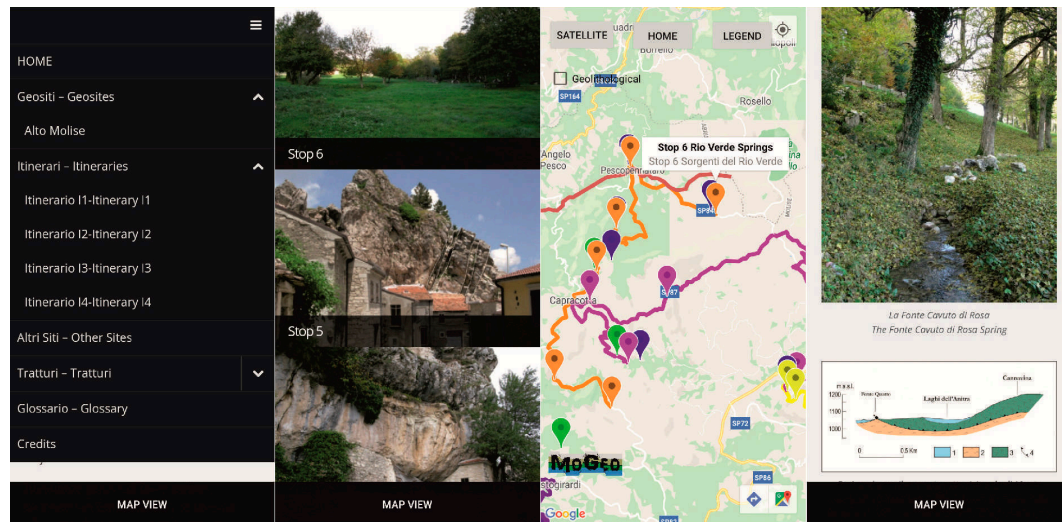 HOME
Geositi – Geosites
Alto Molise
Itinerari – Itineraries
Itinerario I1-Itinerary I1
Itinerario I2-Itinerary I2
Itinerario I3-Itinerary I3
Itinerario I4-Itinerary I4
Altri Siti – Other Sites
Tratturi – Tratturi
Glossario – Glossary
Credits
MAP VIEW
Stop 6
Stop 5
MAP VIEW
SATELLITE
HOME
LEGEND
Borrello
Geolithological
SP164
Rosello
Angelo
Pesco
Stop 6 Rio Verde Springs
Stop 6 Sorgenti del Rio Verde
Pescopennataro
SP84
SP87
Capracotta
SP72
MoGeo
stogirardi
SP86
Google
La Fonte Cavuto di Rosa
The Fonte Cavuto di Rosa Spring
m a.s.l.
1200
1100
1000
Laghi dell'Anitra
0
0.5 Km
1
2
3
4
MAP VIEW